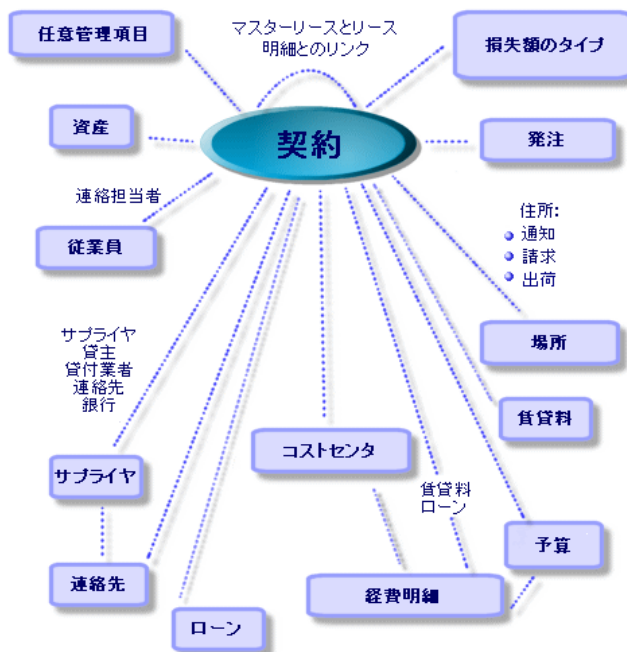 任意管理項目
マスターリースとリース
明細とのリンク
損失額のタイプ
資産
契約
発注
連絡担当者
従業員
住所:
通知
請求
出荷
場所
サプライヤ
貸主
貸付業者
連絡先
銀行
賃貸料
コストセンタ
サプライヤ
賃貸料
ローン
予算
連絡先
経費明細
ローン